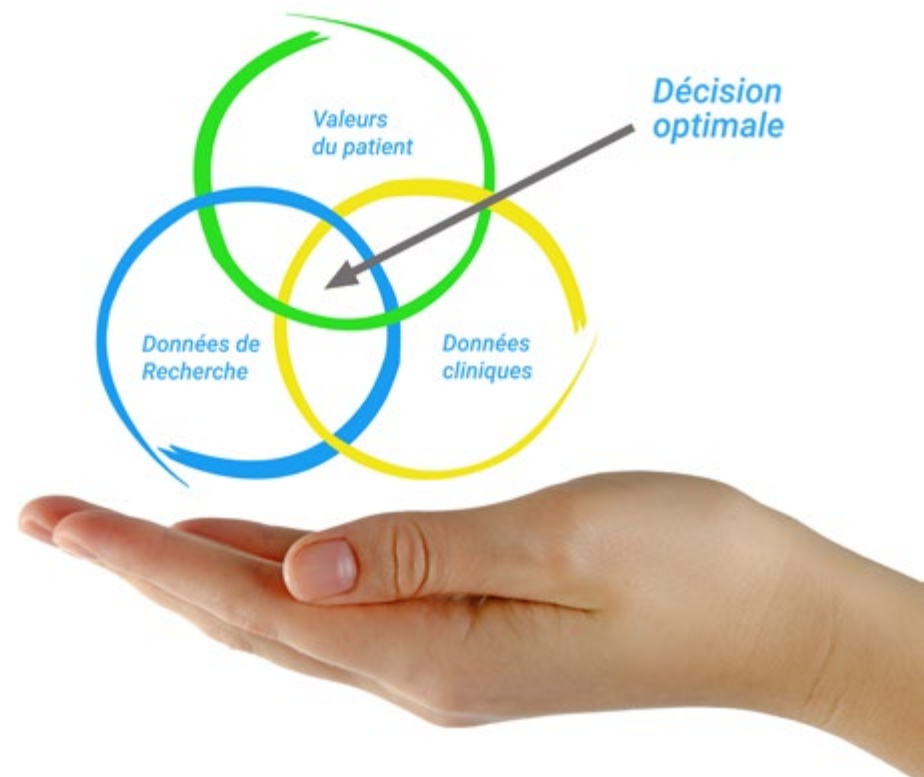 Valeurs
du patient
Décision
optimale
Données de
Recherche
Données
cliniques